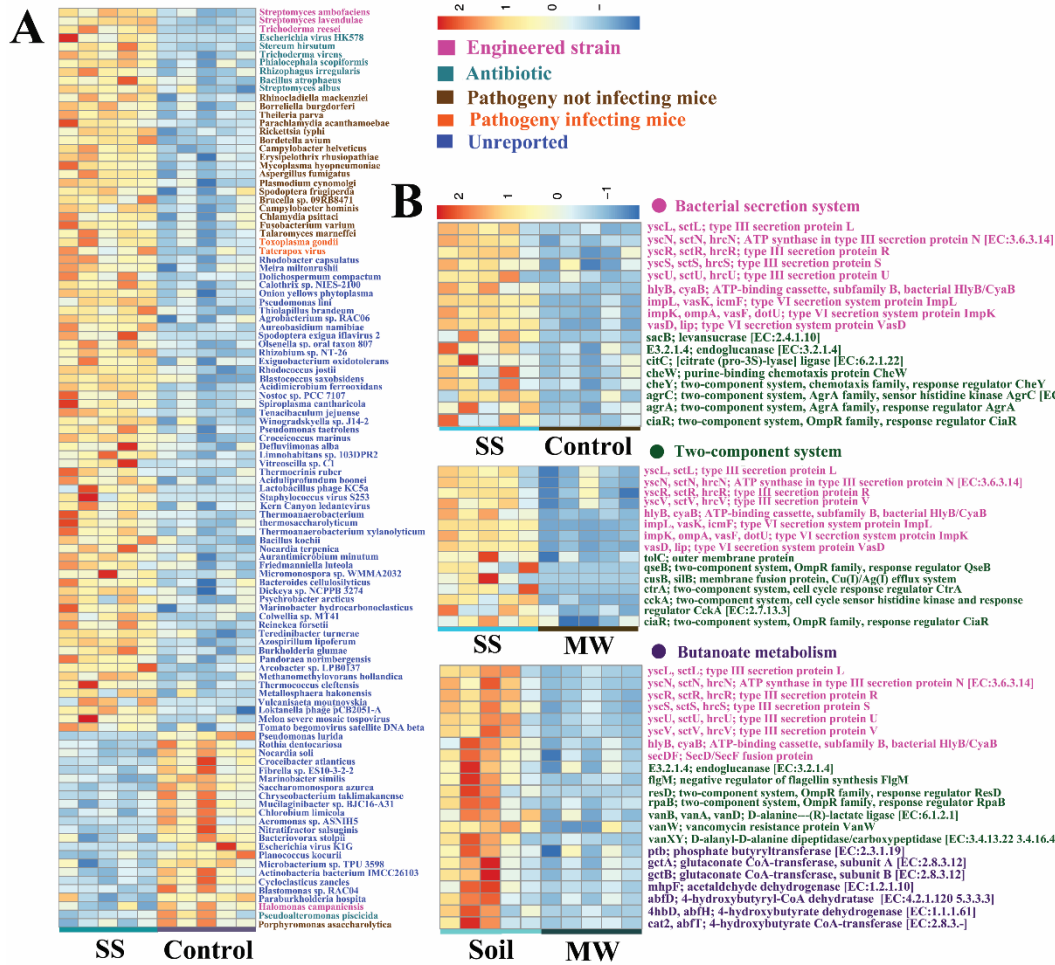 A
Streptomyces ambofaciens
Streptomyces lavendulae
Trichoderma reesei
Escherichia virus HK578
Stereum hirsutum
Trichoderma virens
Phialocephala scopiformis
Rhizophagus irregularis
Bacillus atrophaeus
Streptomyces albus
Rhinocladiella mackenziei
Borreliella burgdorferi
Theileria parva
Parachlamydia acanthamoebae
Rickettsia typhi
Bordetella avium
Campylobacter helveticus
Erysipelothrix rhusiopathiae
Mycoplasma hyopneumoniae
Aspergillus fumigatus
Plasmodium cynomolgi
Spodoptera frugiperda
Brucella sp. 09RB8471
Campylobacter hominis
Chlamydia psittaci
Fusobacterium varium
Talaromyces marneffei
Toxoplasma gondii
Taterapox virus
Rhodobacter capsulatus
Meira miltonrushii
Dolichospermum compactum
Calothrix sp. NIES-2100
Onion yellows phytoplasma
Pseudomonas lini
Thiolapillus brandeum
Agrobacterium sp. RAC06
Aureobasidium namibiae
Spodoptera exigua iflavirus 2
Olsenella sp. oral taxon 807
Rhizobium sp. NT-26
Exiguobacterium oxidotolerans
Rhodococcus jostii
Blastococcus saxobsidens
Acidimicrobium ferrooxidans
Nostoc sp. PCC 7107
Spiroplasma cantharicola
Tenacibaculum jejuense
Winogradskyella sp. J14-2
Pseudomonas taetrolens
Croceicoccus marinus
Defluviimonas alba
Limnohabitans sp. 103DPR2
Vitreoscilla sp. C1
Thermocrinis ruber
Aciduliprofundum boonei
Lactobacillus phage KC5a
Staphylococcus virus S253
Kern Canyon ledantevirus
Thermoanaerobacterium
thermosaccharolyticum
Thermoanaerobacterium xylanolyticum
Bacillus kochii
Nocardia terpenica
Aurantimicrobium minutum
Friedmanniella luteola
Micromonospora sp. WMMA2032
Bacteroides cellulosilyticus
Dickeya sp. NCPPB 3274
Psychrobacter arcticus
Marinobacter hydrocarbonoclasticus
Colwellia sp. MT41
Reinekea forsetii
Teredinibacter turnerae
Azospirillum lipoferum
Burkholderia glumae
Pandoraea norimbergensis
Arcobacter sp. LPB0137
Methanomethylovorans hollandica
Thermococcus cleftensis
Metallosphaera hakonensis
Vulcanisaeta moutnovskia
Loktanella phage pCB2051-A
Melon severe mosaic tospovirus
Tomato begomovirus satellite DNA beta
Pseudomonas lurida
Rothia dentocariosa
Nocardia soli
Croceibacter atlanticus
Fibrella sp. ES10-3-2-2
Marinobacter similis
Saccharomonospora azurea
Chryseobacterium taklimakanense
Mucilaginibacter sp. BJC16-A31
Chlorobium limicola
Aeromonas sp. ASNIH5
Nitratifractor salsuginis
Bacteriovorax stolpii
Escherichia virus K1G
Planococcus kocurii
Microbacterium sp. TPU 3598
Actinobacteria bacterium IMCC26103
Cycloclasticus zancles
Blastomonas sp. RAC04
Paraburkholderia hospita
Halomonas campaniensis
Pseudoalteromonas piscicida
Porphyromonas asaccharolytica
SS Control
2 1 0 −1
Engineered strain
Antibiotic
Pathogeny not infecting mice
Pathogeny infecting mice
Unreported
B
2 1 0 −1
Bacterial secretion system
yscL, sctL; type III secretion protein L
yscN, sctN, hrcN; ATP synthase in type III secretion protein N [EC:3.6.3.14]
yscR, sctR, hrcR; type III secretion protein R
yscS, sctS, hrcS; type III secretion protein S
yscU, sctU, hrcU; type III secretion protein U
hlyB, cyaB; ATP-binding cassette, subfamily B, bacterial HlyB/CyaB
impL, vasK, icmF; type VI secretion system protein ImpL
impK, ompA, vasF, dotU; type VI secretion system protein ImpK
vasD, lip; type VI secretion system protein VasD
sacB; levansucrase [EC:2.4.1.10]
E3.2.1.4; endoglucanase [EC:3.2.1.4]
citC; [citrate (pro-3S)-lyase] ligase [EC:6.2.1.22]
cheW; purine-binding chemotaxis protein CheW
cheY; two-component system, chemotaxis family, response regulator CheY
agrC; two-component system, AgrA family, sensor histidine kinase AgrC [EC
agrA; two-component system, AgrA family, response regulator AgrA
ciaR; two-component system, OmpR family, response regulator CiaR
SS Control
Two-component system
yscL, sctL; type III secretion protein L
yscN, sctN, hrcN; ATP synthase in type III secretion protein N [EC:3.6.3.14]
yscR, sctR, hrcR; type III secretion protein R
yscV, sctV, hrcV; type III secretion protein V
hlyB, cyaB; ATP-binding cassette, subfamily B, bacterial HlyB/CyaB
impL, vasK, icmF; type VI secretion system protein ImpL
impK, ompA, vasF, dotU; type VI secretion system protein ImpK
vasD, lip; type VI secretion system protein VasD
tolC; outer membrane protein
qseB; two-component system, OmpR family, response regulator QseB
cusB, silB; membrane fusion protein, Cu(I)/Ag(I) efflux system
ctrA; two-component system, cell cycle response regulator CtrA
cckA; two-component system, cell cycle sensor histidine kinase and response
regulator CckA [EC:2.7.13.3]
ciaR; two-component system, OmpR family, response regulator CiaR
SS MW
Butanoate metabolism
yscL, sctL; type III secretion protein L
yscN, sctN, hrcN; ATP synthase in type III secretion protein N [EC:3.6.3.14]
yscR, sctR, hrcR; type III secretion protein R
yscS, sctS, hrcS; type III secretion protein S
yscU, sctU, hrcU; type III secretion protein U
yscV, sctV, hrcV; type III secretion protein V
hlyB, cyaB; ATP-binding cassette, subfamily B, bacterial HlyB/CyaB
secDF; SecD/SecF fusion protein
E3.2.1.4; endoglucanase [EC:3.2.1.4]
flgM; negative regulator of flagellin synthesis FlgM
resD; two-component system, OmpR family, response regulator ResD
rpaB; two-component system, OmpR family, response regulator RpaB
vanB, vanA, vanD; D-alanine---(R)-lactate ligase [EC:6.1.2.1]
vanW; vancomycin resistance protein VanW
vanXY; D-alanyl-D-alanine dipeptidase/carboxypeptidase [EC:3.4.13.22 3.4.16.4
ptb; phosphate butyryltransferase [EC:2.3.1.19]
gctA; glutaconate CoA-transferase, subunit A [EC:2.8.3.12]
gctB; glutaconate CoA-transferase, subunit B [EC:2.8.3.12]
mhpF; acetaldehyde dehydrogenase [EC:1.2.1.10]
abfD; 4-hydroxybutyryl-CoA dehydratase [EC:4.2.1.120 5.3.3.3]
4hbD, abfH; 4-hydroxybutyrate dehydrogenase [EC:1.1.1.61]
cat2, abfT; 4-hydroxybutyrate CoA-transferase [EC:2.8.3.-]
Soil MW